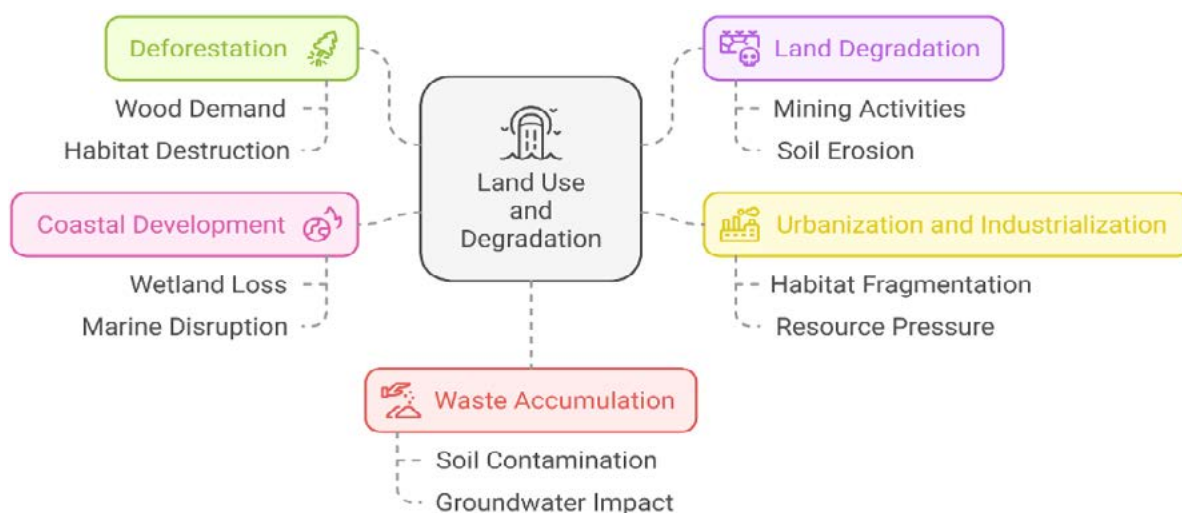 Deforestation
Wood Demand
Habitat Destruction
Coastal Development
Wetland Loss
Marine Disruption
Land Use
and
Degradation
Land Degradation
Mining Activities
Soil Erosion
Urbanization and Industrialization
Habitat Fragmentation
Resource Pressure
Waste Accumulation
Soil Contamination
Groundwater Impact